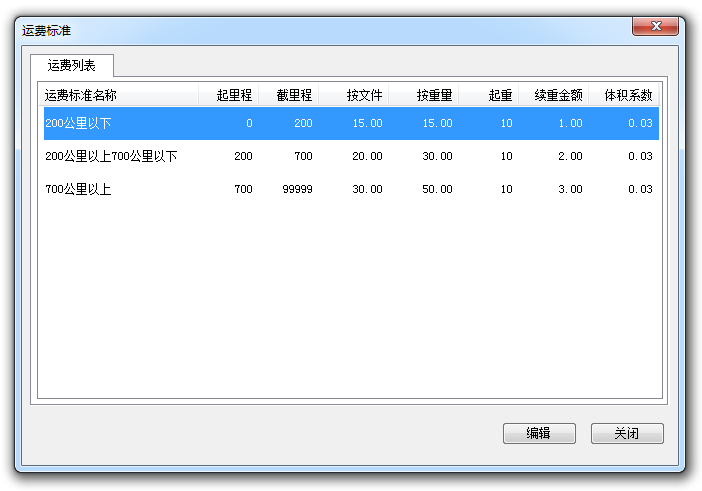 运费标准
运费列表
运费标准名称 起里程 截里程 按文件 按重量 起重 续重金额 体积系数
200公里以下 0 200 15.00 15.00 10 1.00 0.03
200公里以上700公里以下 200 700 20.00 30.00 10 2.00 0.03
700公里以上 700 99999 30.00 50.00 10 3.00 0.03
编辑 关闭